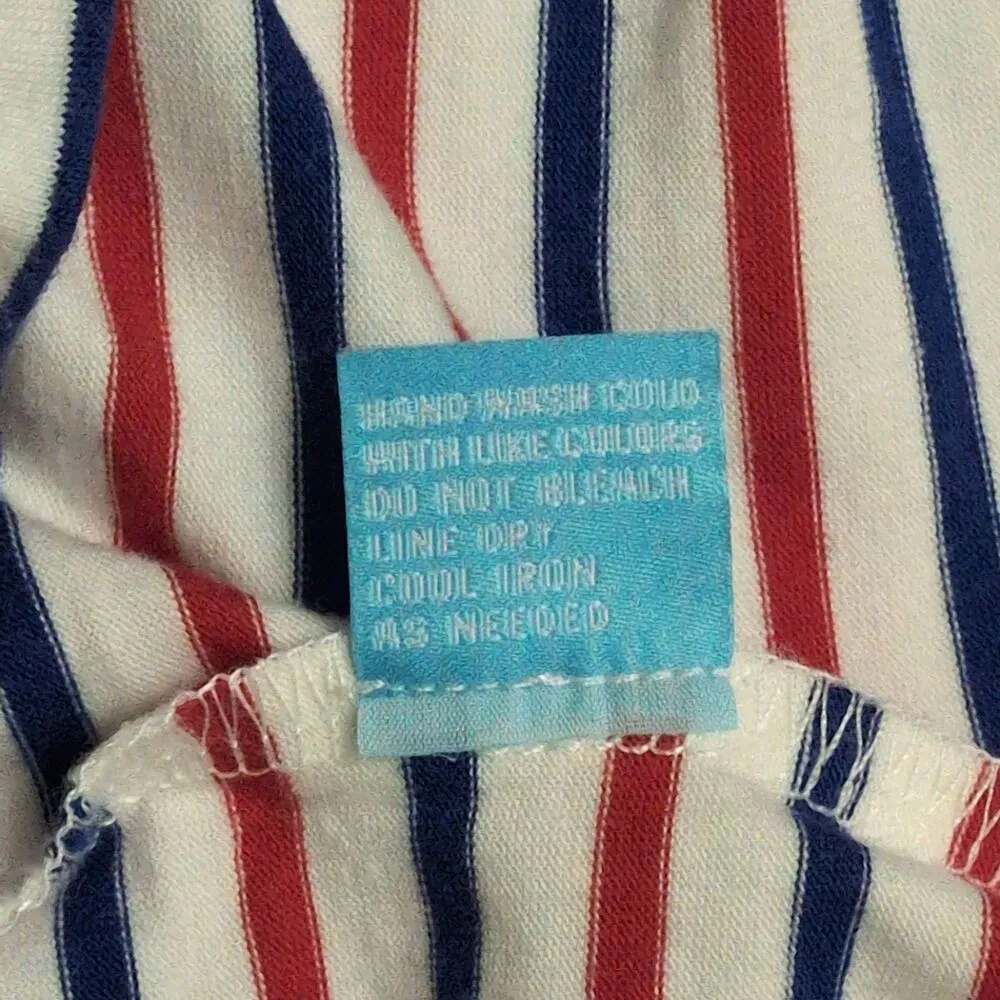 HAND WASH COLD
WITH LIKE COLORS
DO NOT BLEACH
LINE DRY
COOL IRON
AS NEEDED